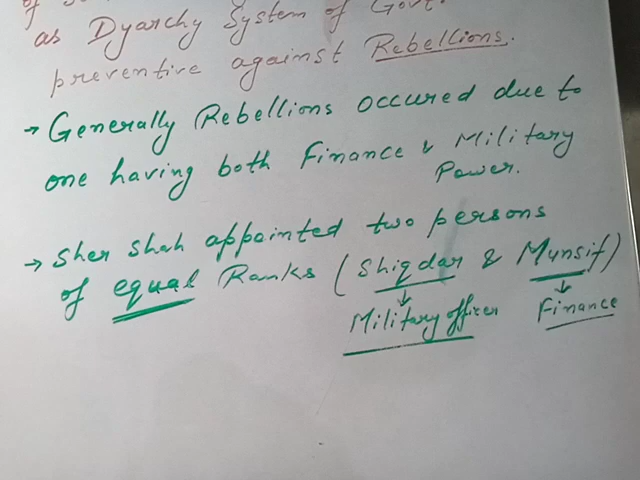 of
as Dyarchy System of Govt.
preventive against Rebellions.
→ Generally Rebellions occured due to
one having both Finance & Military
Power.
→ Sher Shah appointed two persons
of equal Ranks (Shiqdar & Munsif)
↓ ↓
Military officer Finance